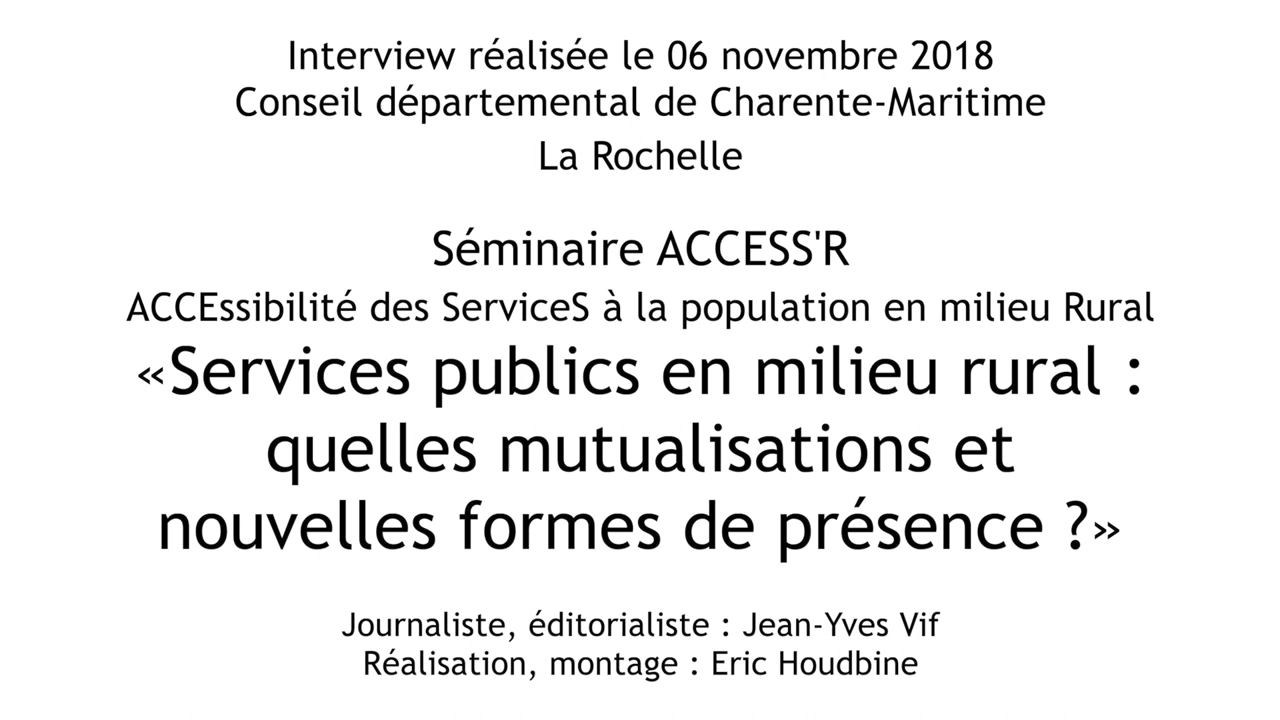 Interview réalisée le 06 novembre 2018
Conseil départemental de Charente-Maritime
La Rochelle
Séminaire ACCESS'R
ACCEssibilité des ServiceS à la population en milieu Rural
«Services publics en milieu rural :
quelles mutualisations et
nouvelles formes de présence ?»
Journaliste, éditorialiste : Jean-Yves Vif
Réalisation, montage : Eric Houdbine